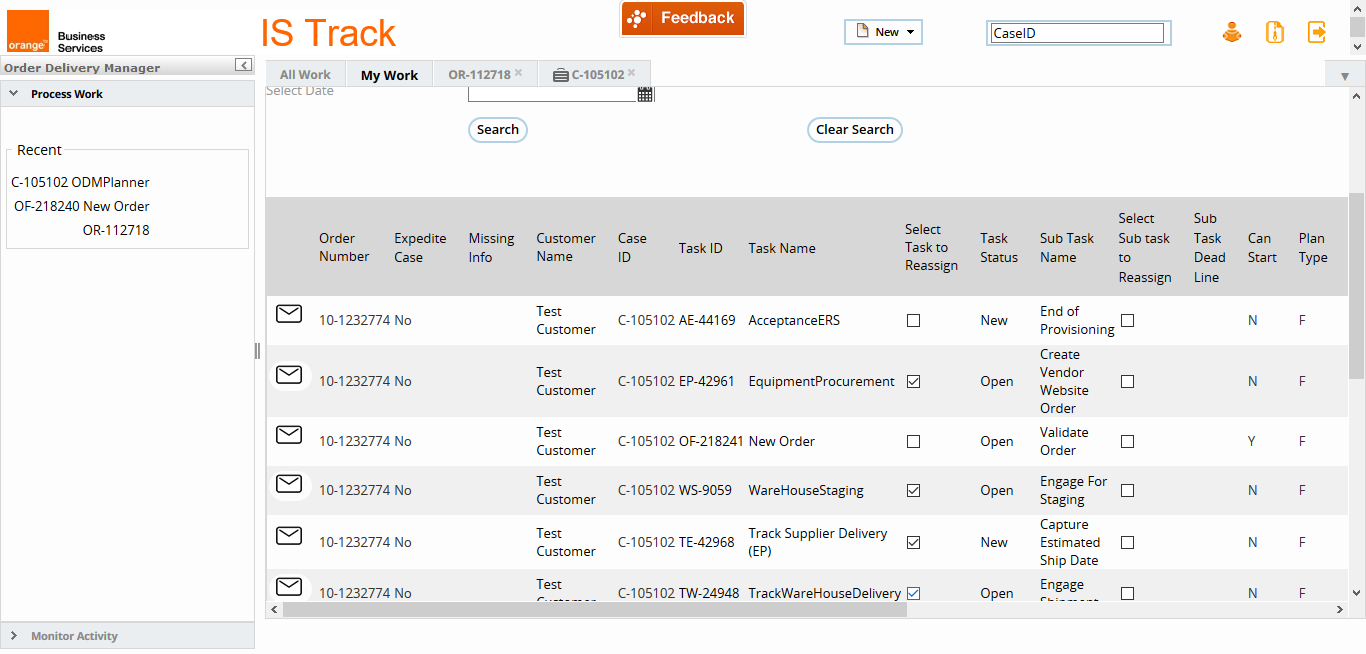 orange™
Business
Services
IS Track
Feedback
New
CaseID
Order Delivery Manager
Process Work
Recent
C-105102 ODMPlanner
OF-218240 New Order
OR-112718
Monitor Activity
All Work
My Work
OR-112718
C-105102
Select Date
Search
Clear Search
Order Number
Expedite Case
Missing Info
Customer Name
Case ID
Task ID
Task Name
Select Task to Reassign
Task Status
Sub Task Name
Select Sub task to Reassign
Sub Task Dead Line
Can Start
Plan Type
10-1232774 No Test Customer C-105102 AE-44169 AcceptanceERS New End of Provisioning N F
10-1232774 No Test Customer C-105102 EP-42961 EquipmentProcurement Open Create Vendor Website Order N F
10-1232774 No Test Customer C-105102 OF-218241 New Order Open Validate Order Y F
10-1232774 No Test Customer C-105102 WS-9059 WareHouseStaging Open Engage For Staging N F
10-1232774 No Test Customer C-105102 TE-42968 Track Supplier Delivery (EP) New Capture Estimated Ship Date N F
10-1232774 No Test Customer C-105102 TW-24948 TrackWareHouseDelivery Open Engage Shipment N F